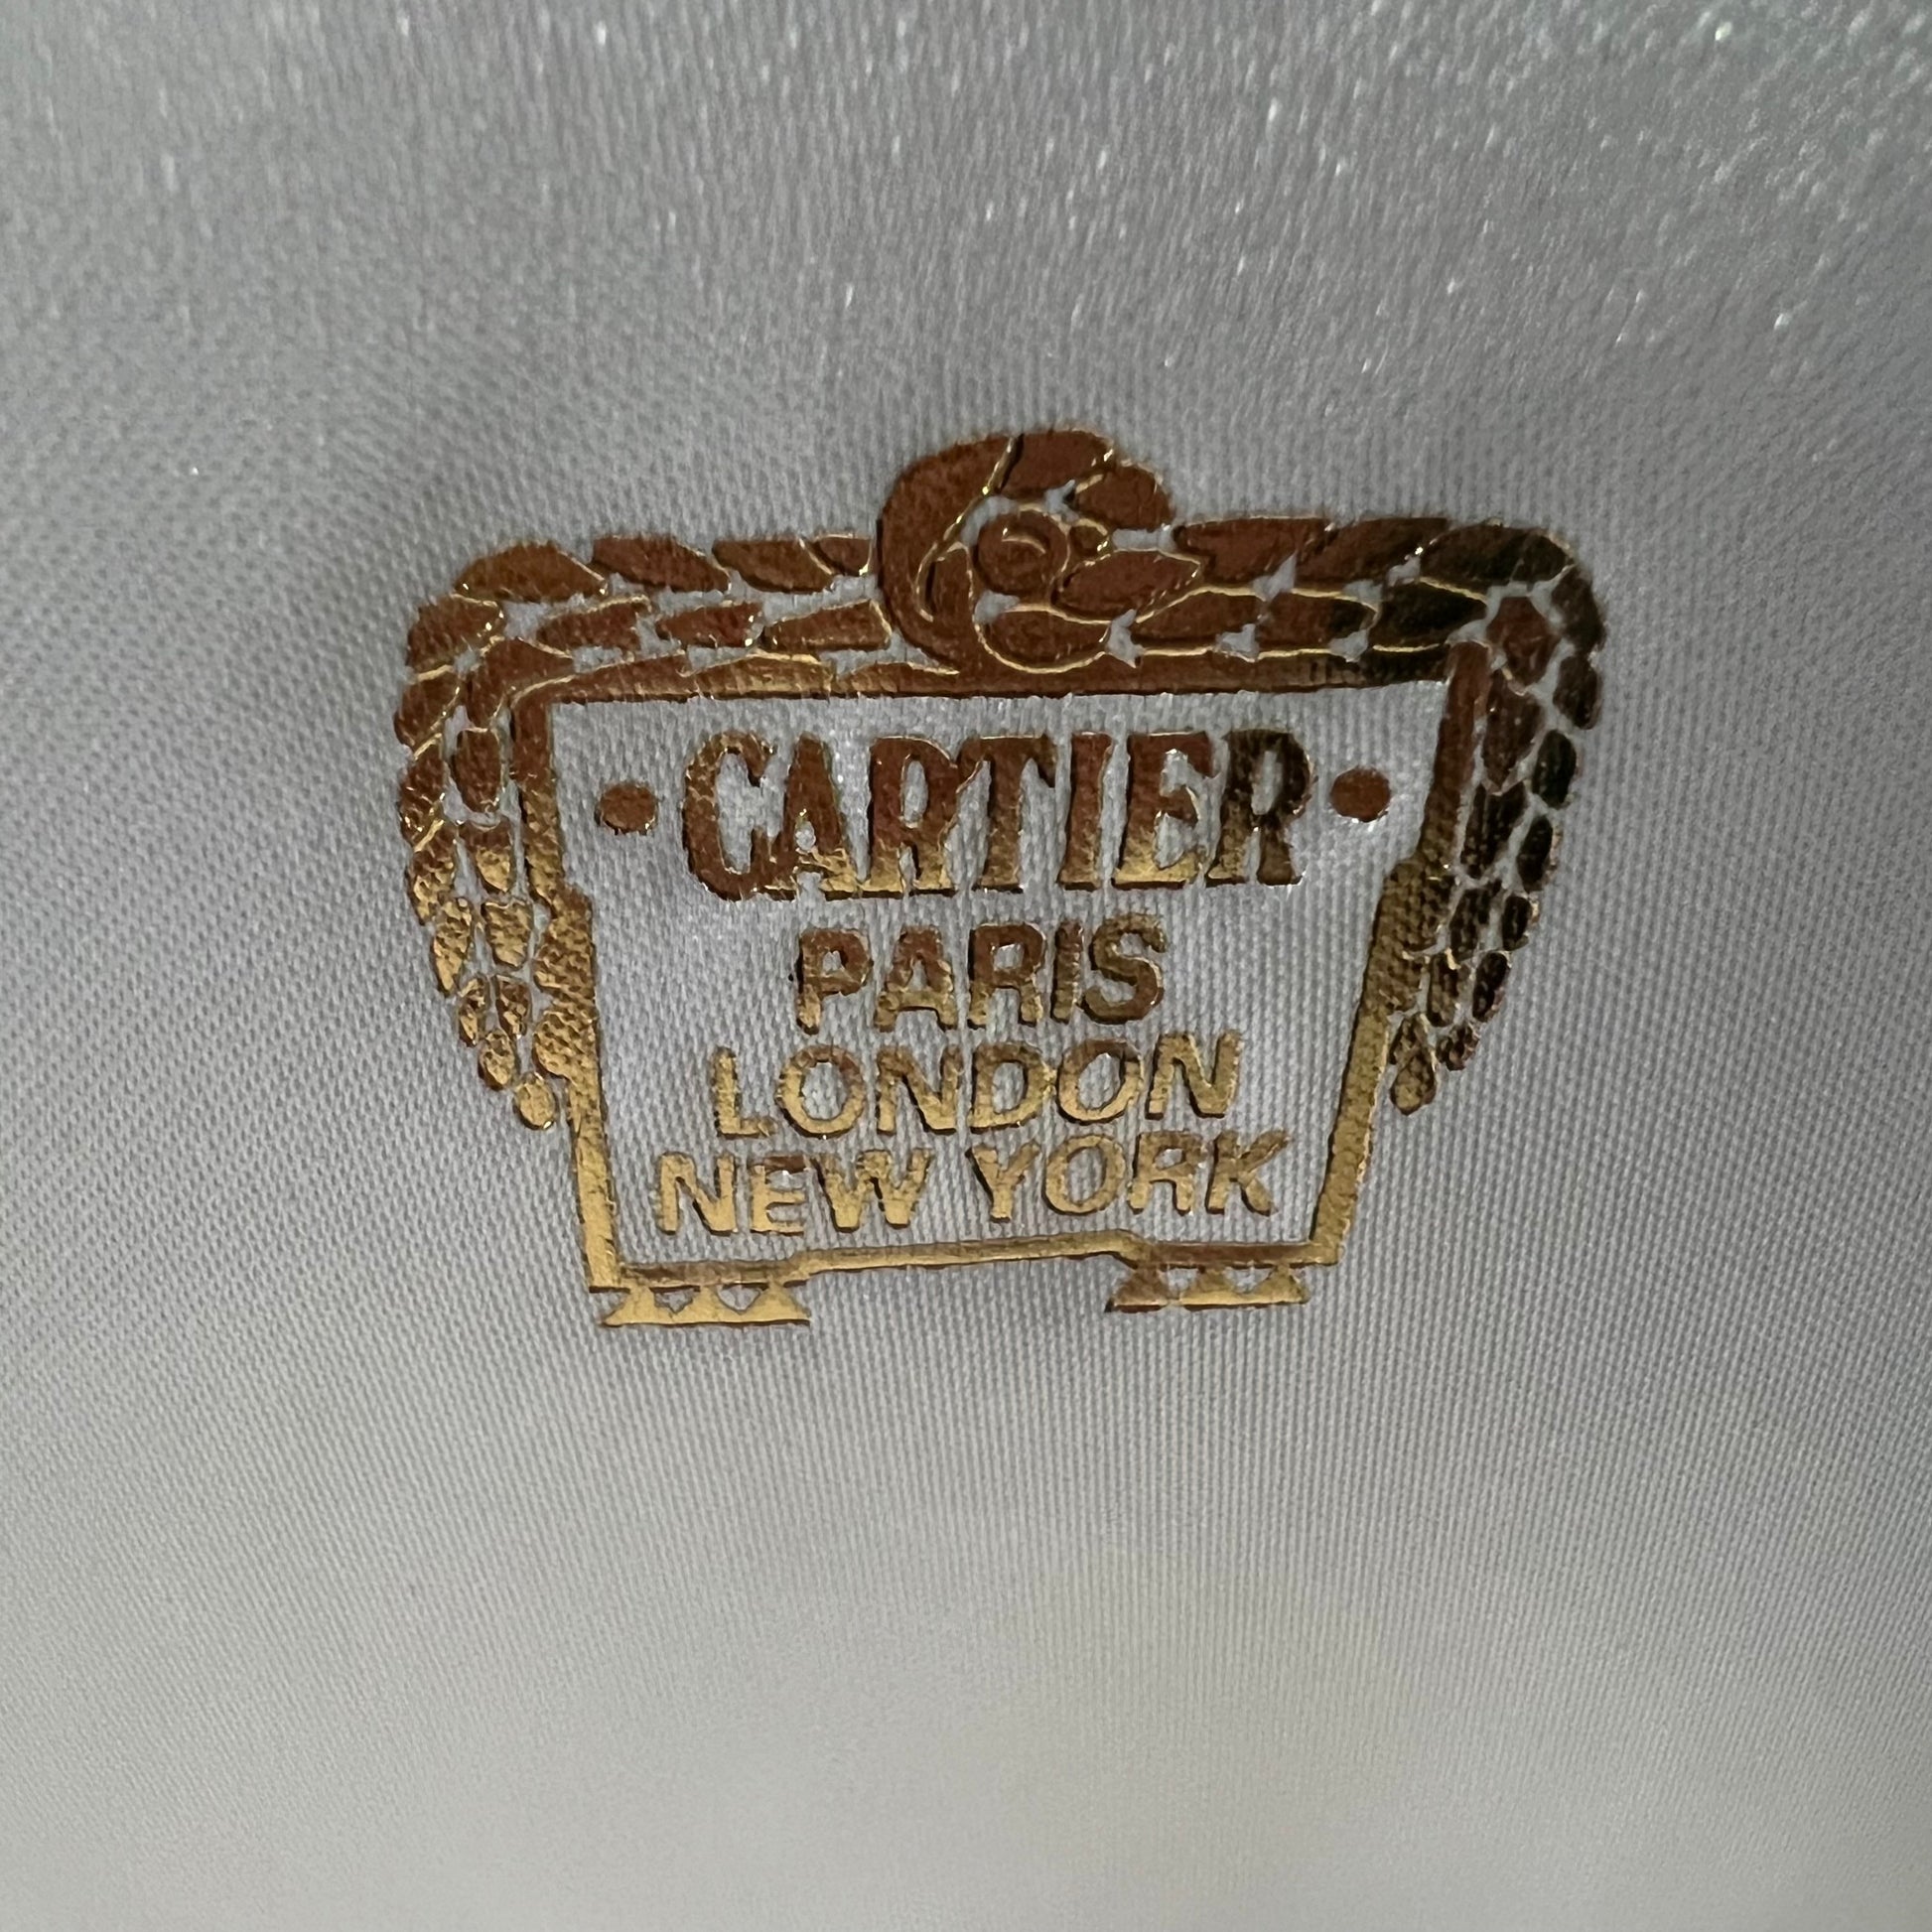 • CARTIER •
PARIS
LONDON
NEW YORK